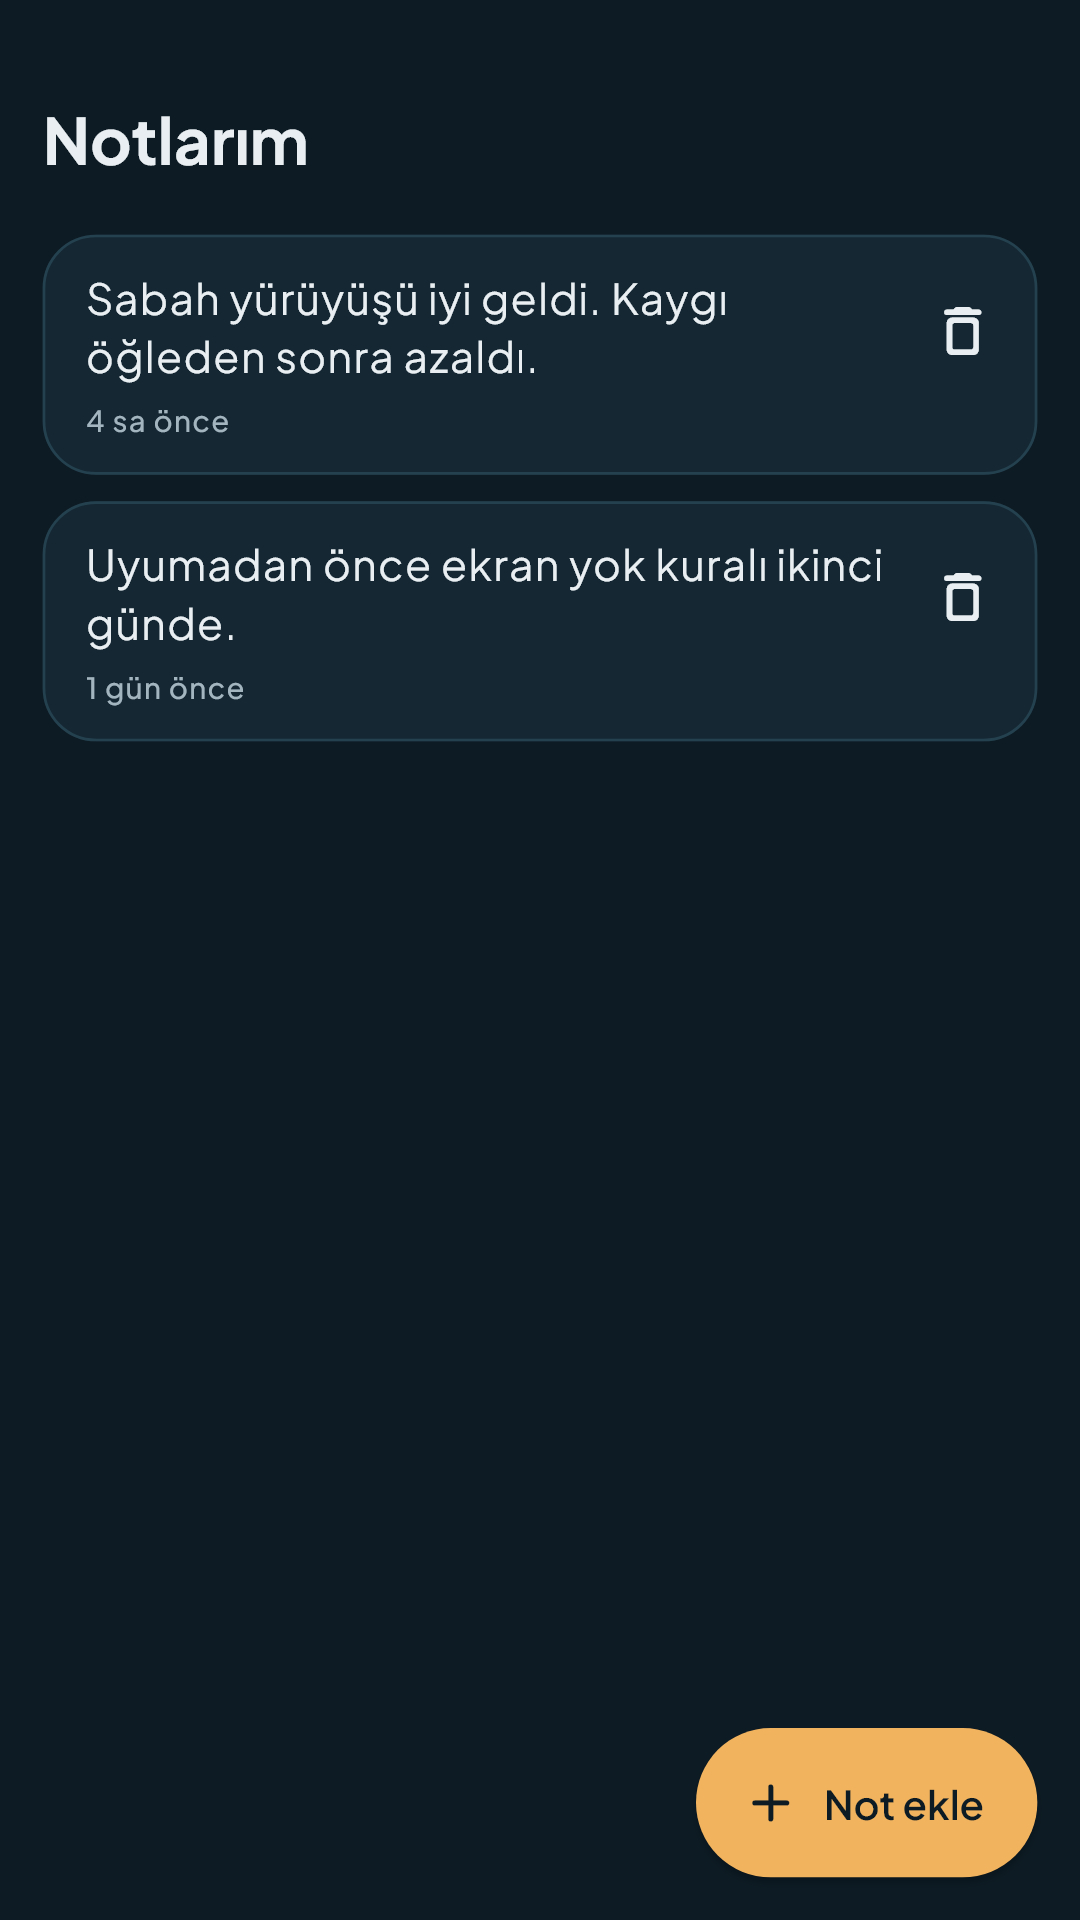 Notlarım
Sabah yürüyüşü iyi geldi. Kaygı
öğleden sonra azaldı.
4 sa önce
Uyumadan önce ekran yok kuralı ikinci
günde.
1 gün önce
Not ekle